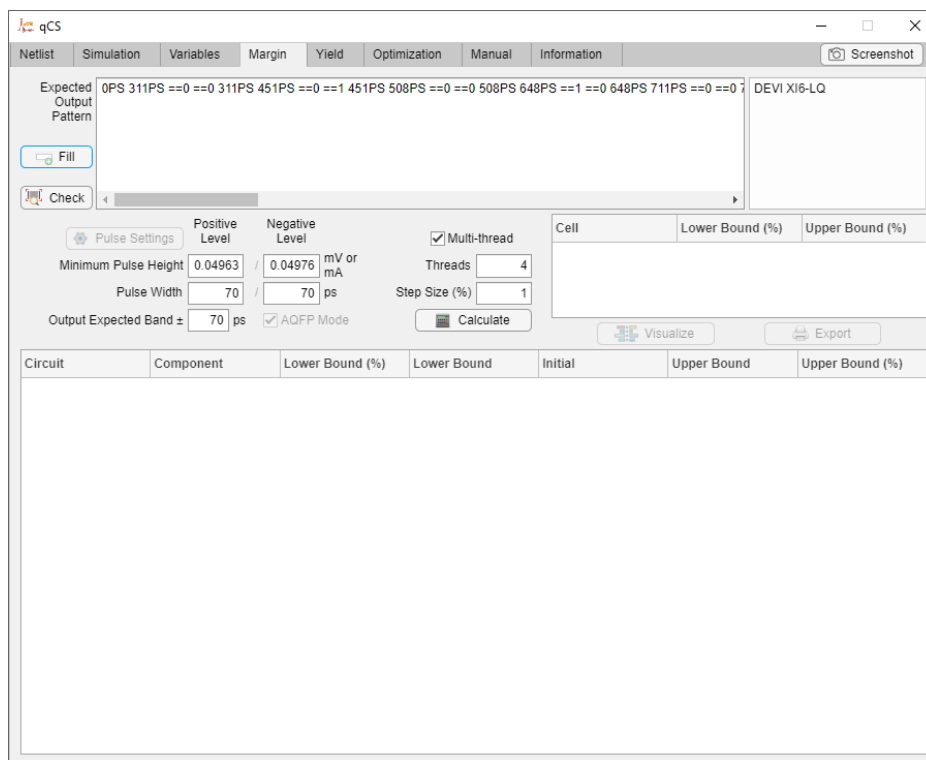 qCS
Netlist Simulation Variables Margin Yield Optimization Manual Information Screenshot
Expected Output Pattern
0PS 311PS ==0 ==0 311PS 451PS ==0 ==1 451PS 508PS ==0 ==0 508PS 648PS ==1 ==0 648PS 711PS ==0 ==0
DEVI XI6-LQ
Fill
Check
Pulse Settings
Positive Level
Negative Level
Multi-thread
Minimum Pulse Height 0.04963 / 0.04976 mV or mA
Threads 4
Pulse Width 70 / 70 ps
Step Size (%) 1
Output Expected Band ± 70 ps
AQFP Mode
Calculate
Cell Lower Bound (%) Upper Bound (%)
Visualize
Export
Circuit Component Lower Bound (%) Lower Bound Initial Upper Bound Upper Bound (%)